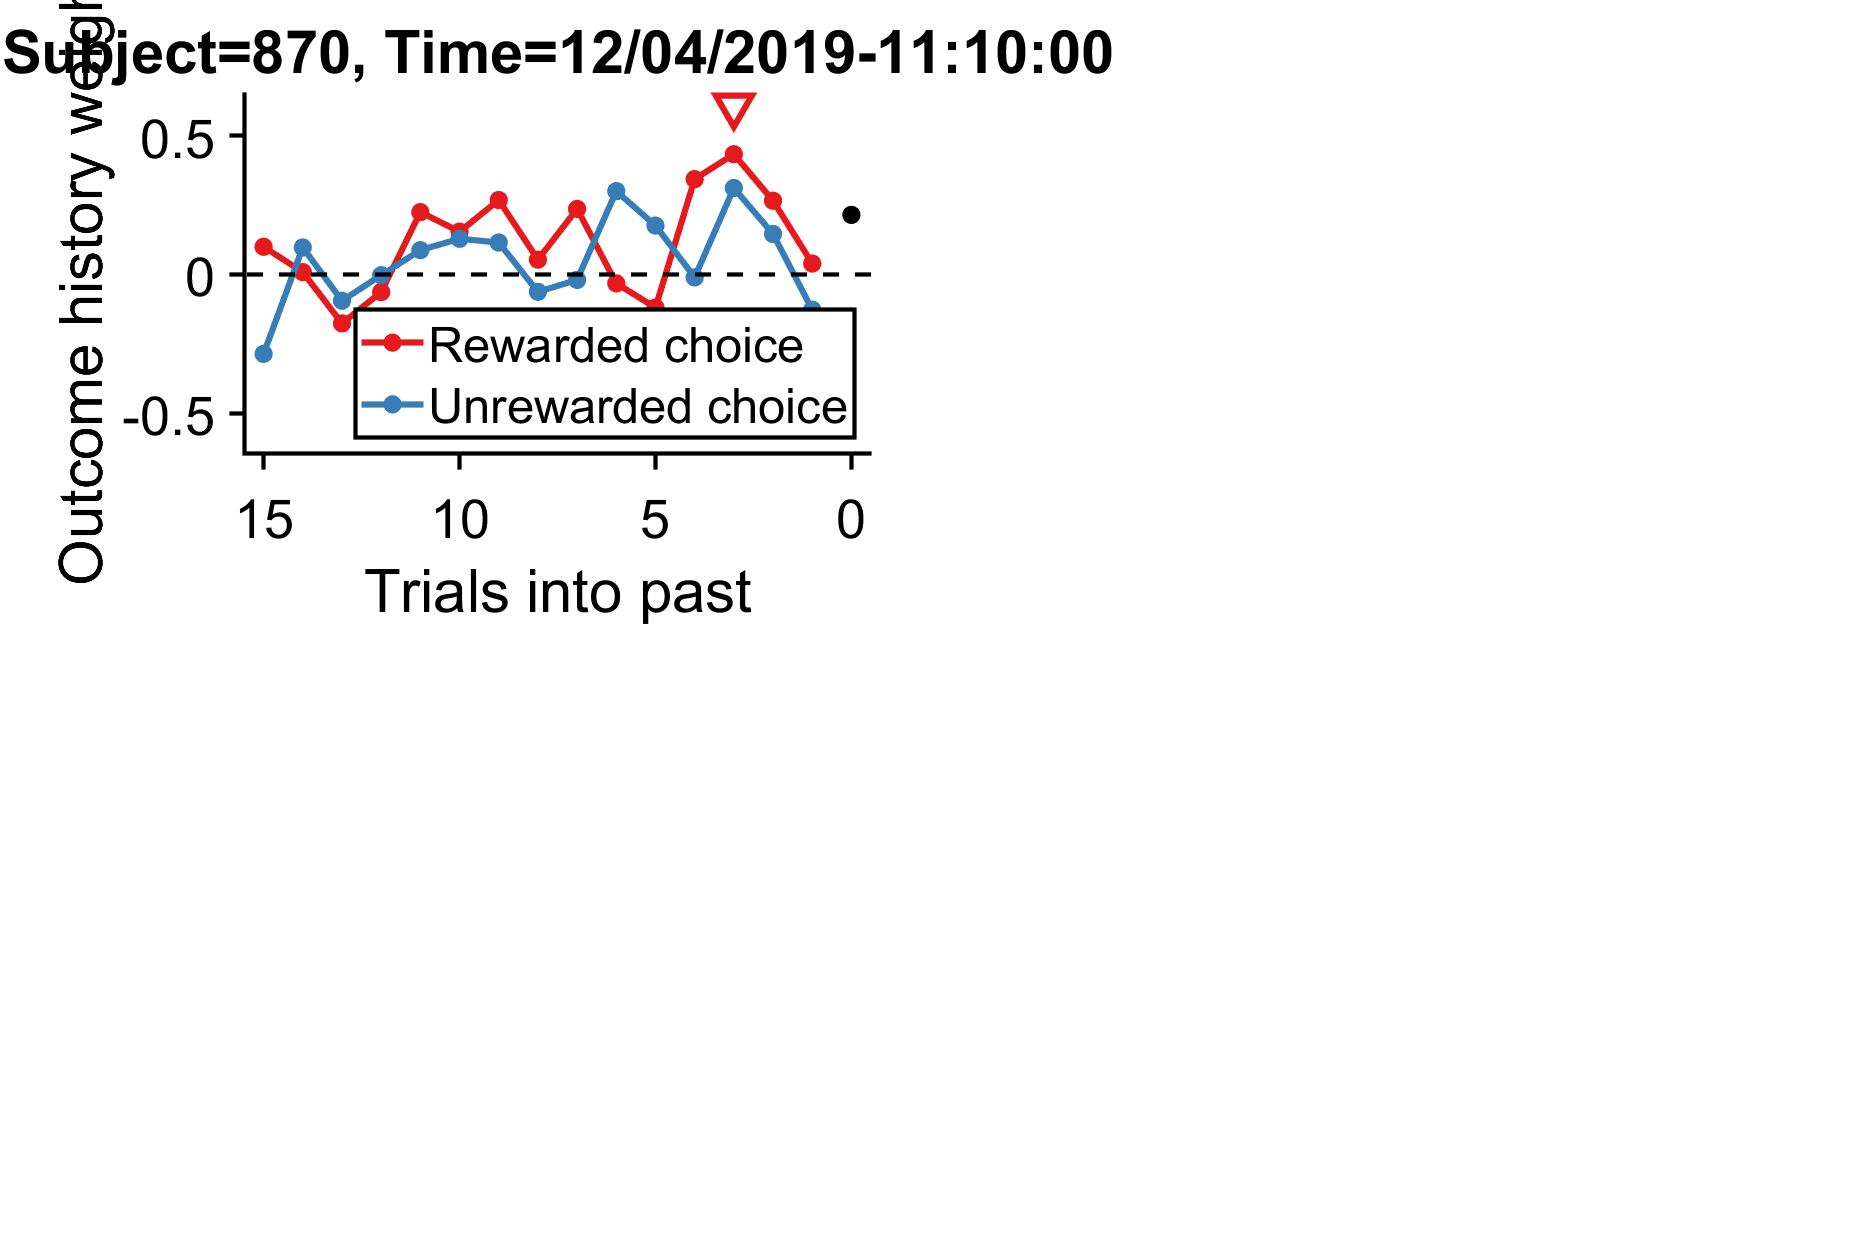 Subject=870, Time=12/04/2019-11:10:00
Outcome history
0.5
0
-0.5
Rewarded choice
Unrewarded choice
15 10 5 0
Trials into past